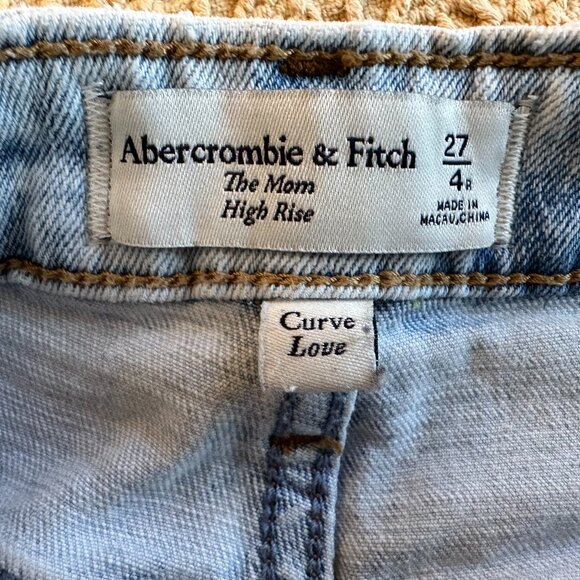 Abercrombie & Fitch
The Mom
High Rise
27
4R
MADE IN
MACAU, CHINA
Curve
Love